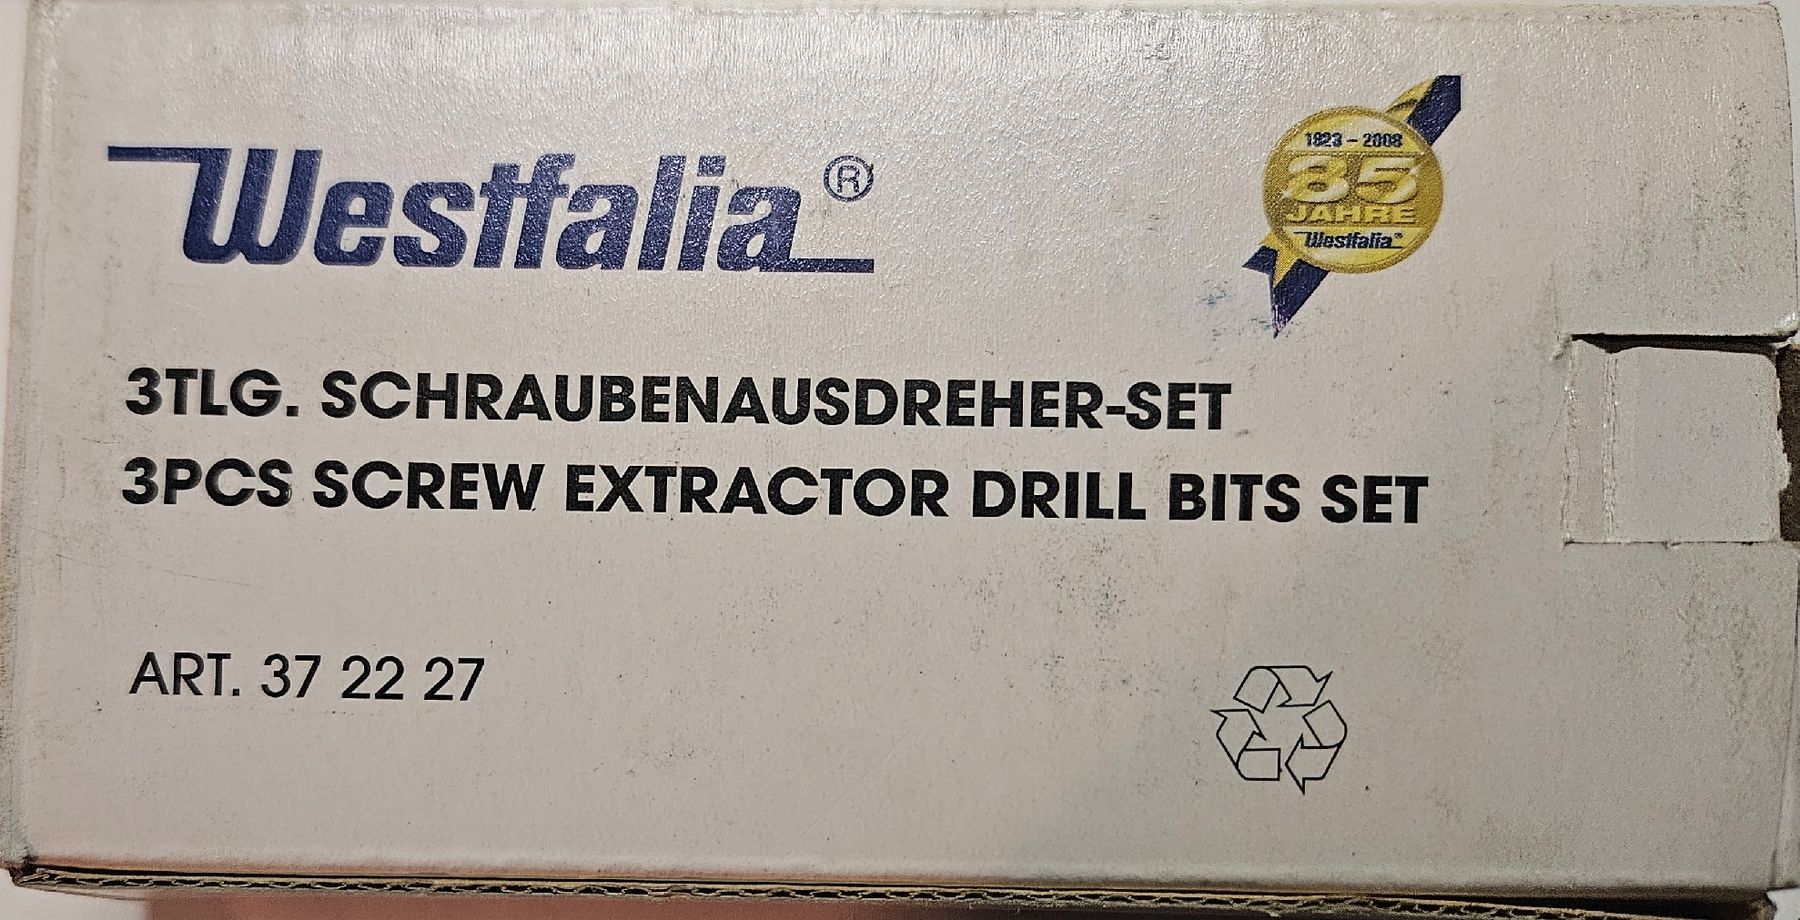 Westfalia®
1923 - 2008
85
JAHRE
Westfalia®
3TLG. SCHRAUBENAUSDREHER-SET
3PCS SCREW EXTRACTOR DRILL BITS SET
ART. 37 22 27